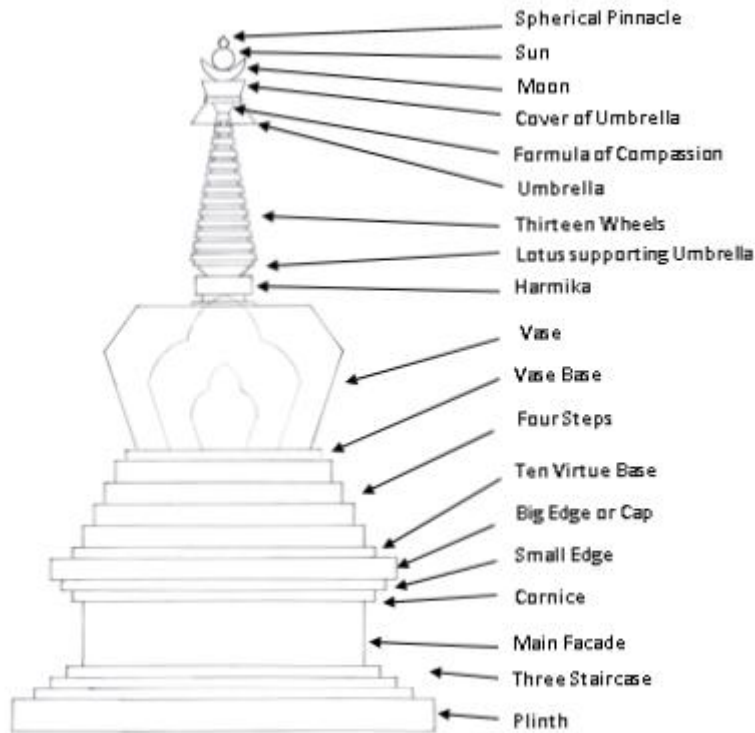 Spherical Pinnacle
Sun
Moon
Cover of Umbrella
Formula of Compassion
Umbrella
Thirteen Wheels
Lotus supporting Umbrella
Harmika
Vase
Vase Base
Four Steps
Ten Virtue Base
Big Edge or Cap
Small Edge
Cornice
Main Facade
Three Staircase
Plinth